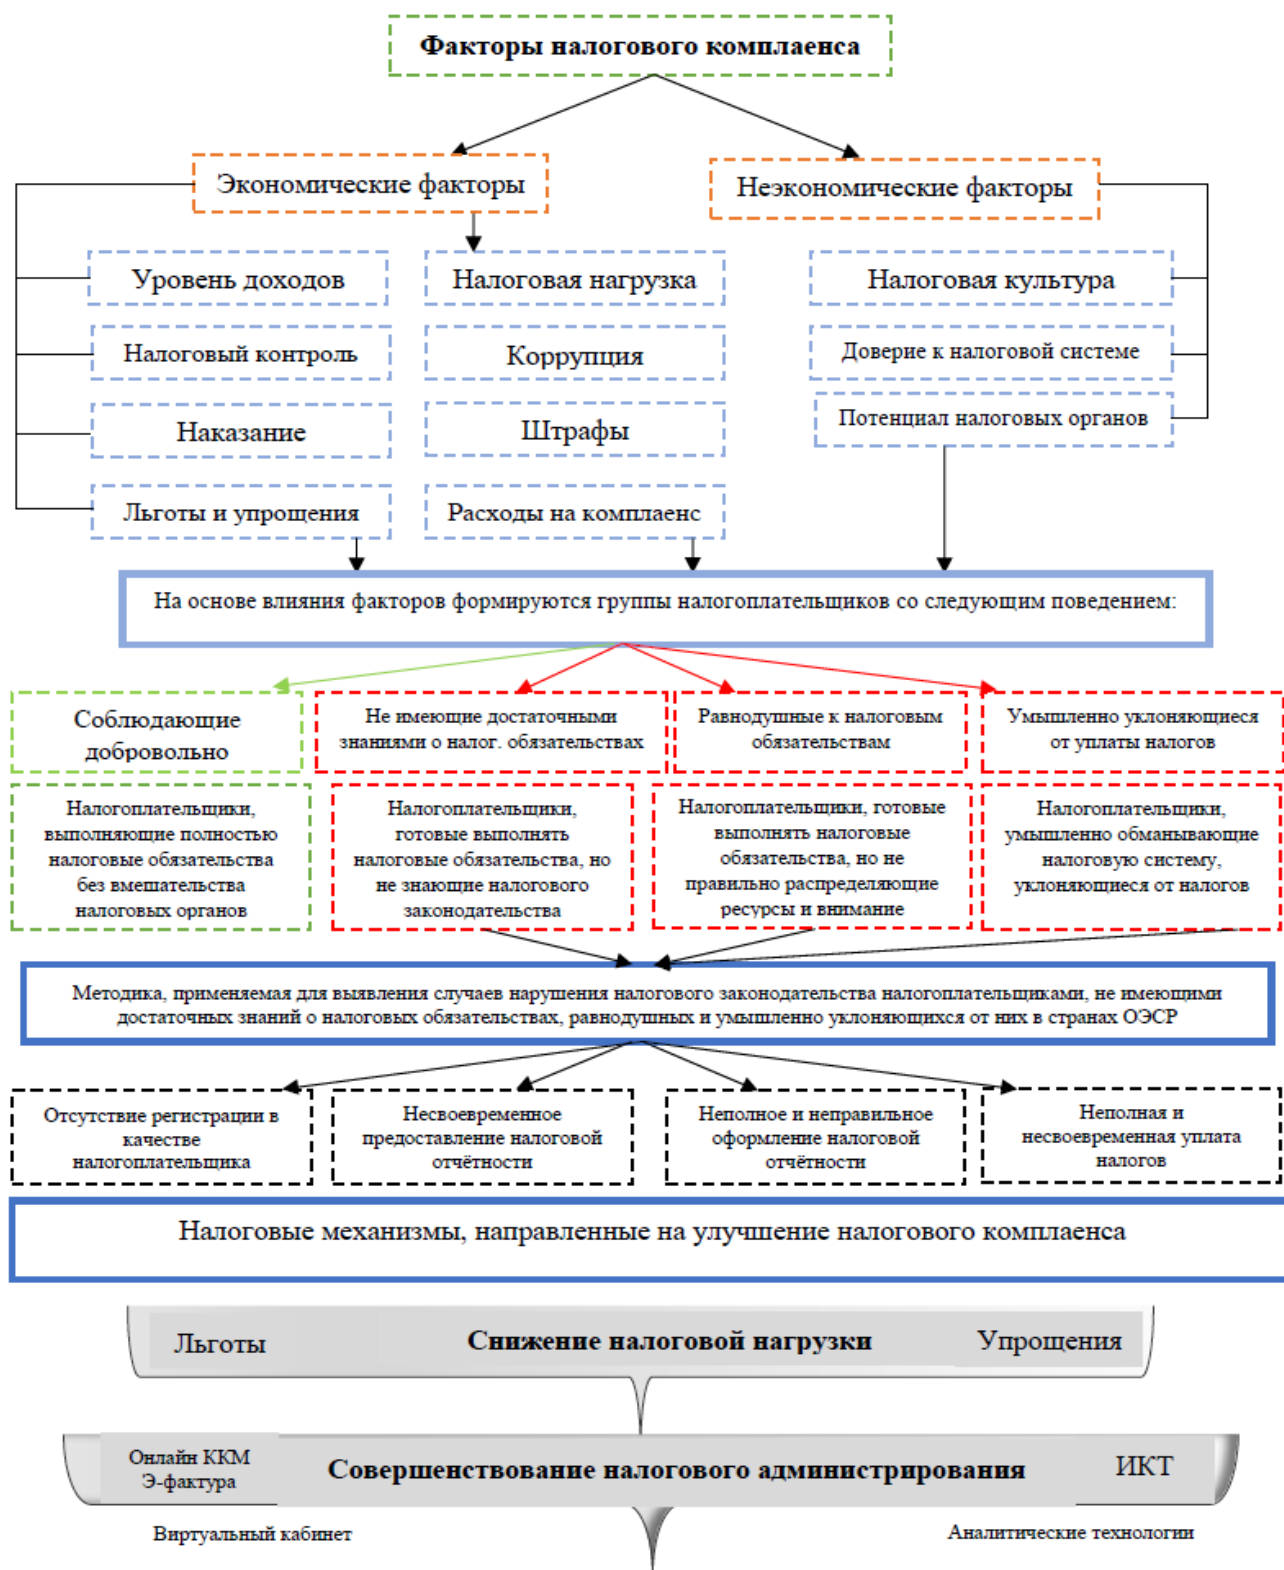 Факторы налогового комплаенса
Экономические факторы
Неэкономические факторы
Уровень доходов
Налоговая нагрузка
Налоговая культура
Налоговый контроль
Коррупция
Доверие к налоговой системе
Наказание
Штрафы
Потенциал налоговых органов
Льготы и упрощения
Расходы на комплаенс
На основе влияния факторов формируются группы налогоплательщиков со следующим поведением:
Соблюдающие
добровольно
Не имеющие достаточными
знаниями о налог. обязательствах
Равнодушные к налоговым
обязательствам
Умышленно уклоняющиеся
от уплаты налогов
Налогоплательщики,
выполняющие полностью
налоговые обязательства
без вмешательства
налоговых органов
Налогоплательщики,
готовые выполнять
налоговые обязательства, но
не знающие налогового
законодательства
Налогоплательщики, готовые
выполнять налоговые
обязательства, но не
правильно распределяющие
ресурсы и внимание
Налогоплательщики,
умышленно обманывающие
налоговую систему,
уклоняющиеся от налогов
Методика, применяемая для выявления случаев нарушения налогового законодательства налогоплательщиками, не имеющими
достаточных знаний о налоговых обязательствах, равнодушных и умышленно уклоняющихся от них в странах ОЭСР
Отсутствие регистрации в
качестве
налогоплательщика
Несвоевременное
предоставление налоговой
отчётности
Неполное и неправильное
оформление налоговой
отчётности
Неполная и
несвоевременная уплата
налогов
Налоговые механизмы, направленные на улучшение налогового комплаенса
Льготы
Снижение налоговой нагрузки
Упрощения
Онлайн ККМ
Э-фактура
Совершенствование налогового администрирования
ИКТ
Виртуальный кабинет
Аналитические технологии